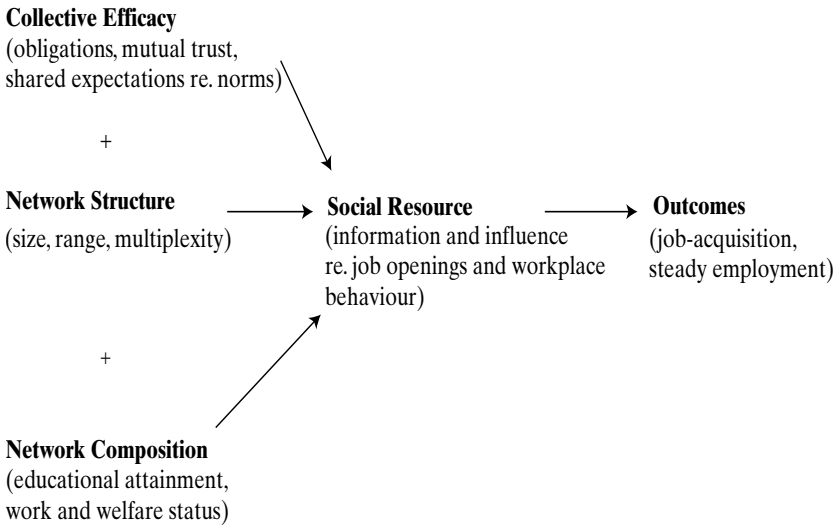 Collective Efficacy
(obligations, mutual trust,
shared expectations re. norms)
+
Network Structure
(size, range, multiplexity)
Social Resource
(information and influence
re. job openings and workplace
behaviour)
Outcomes
(job-acquisition,
steady employment)
+
Network Composition
(educational attainment,
work and welfare status)